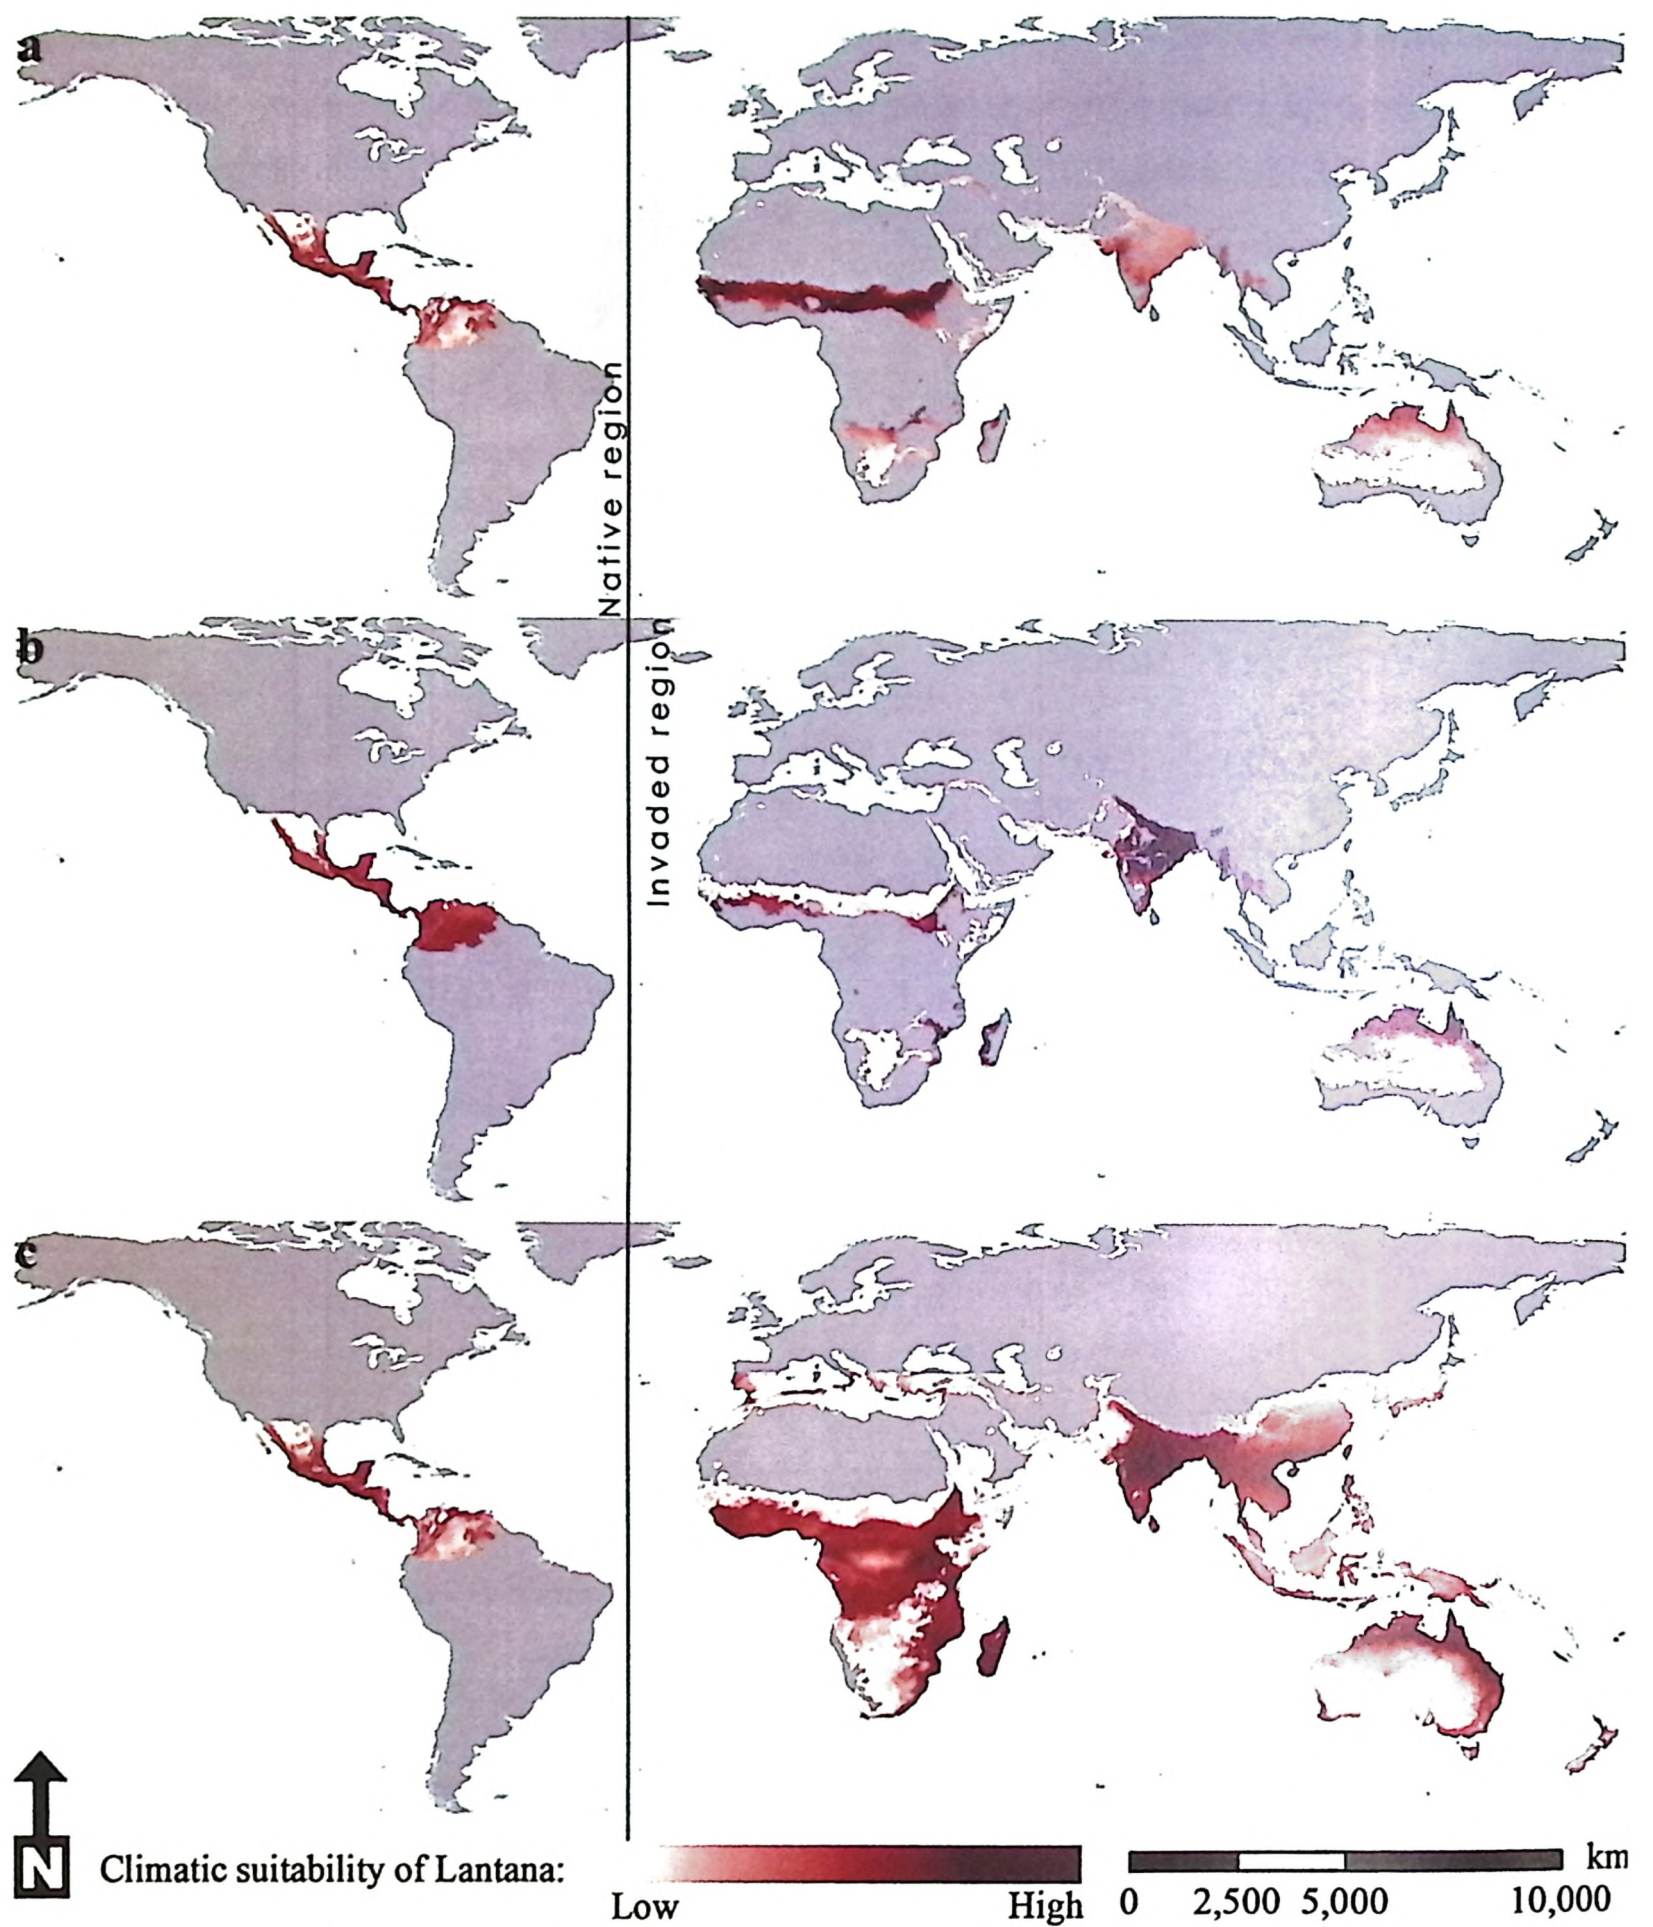 a
Native region
b
Invaded region
c
N
Climatic suitability of Lantana:
Low
High
km
0
2,500
5,000
10,000